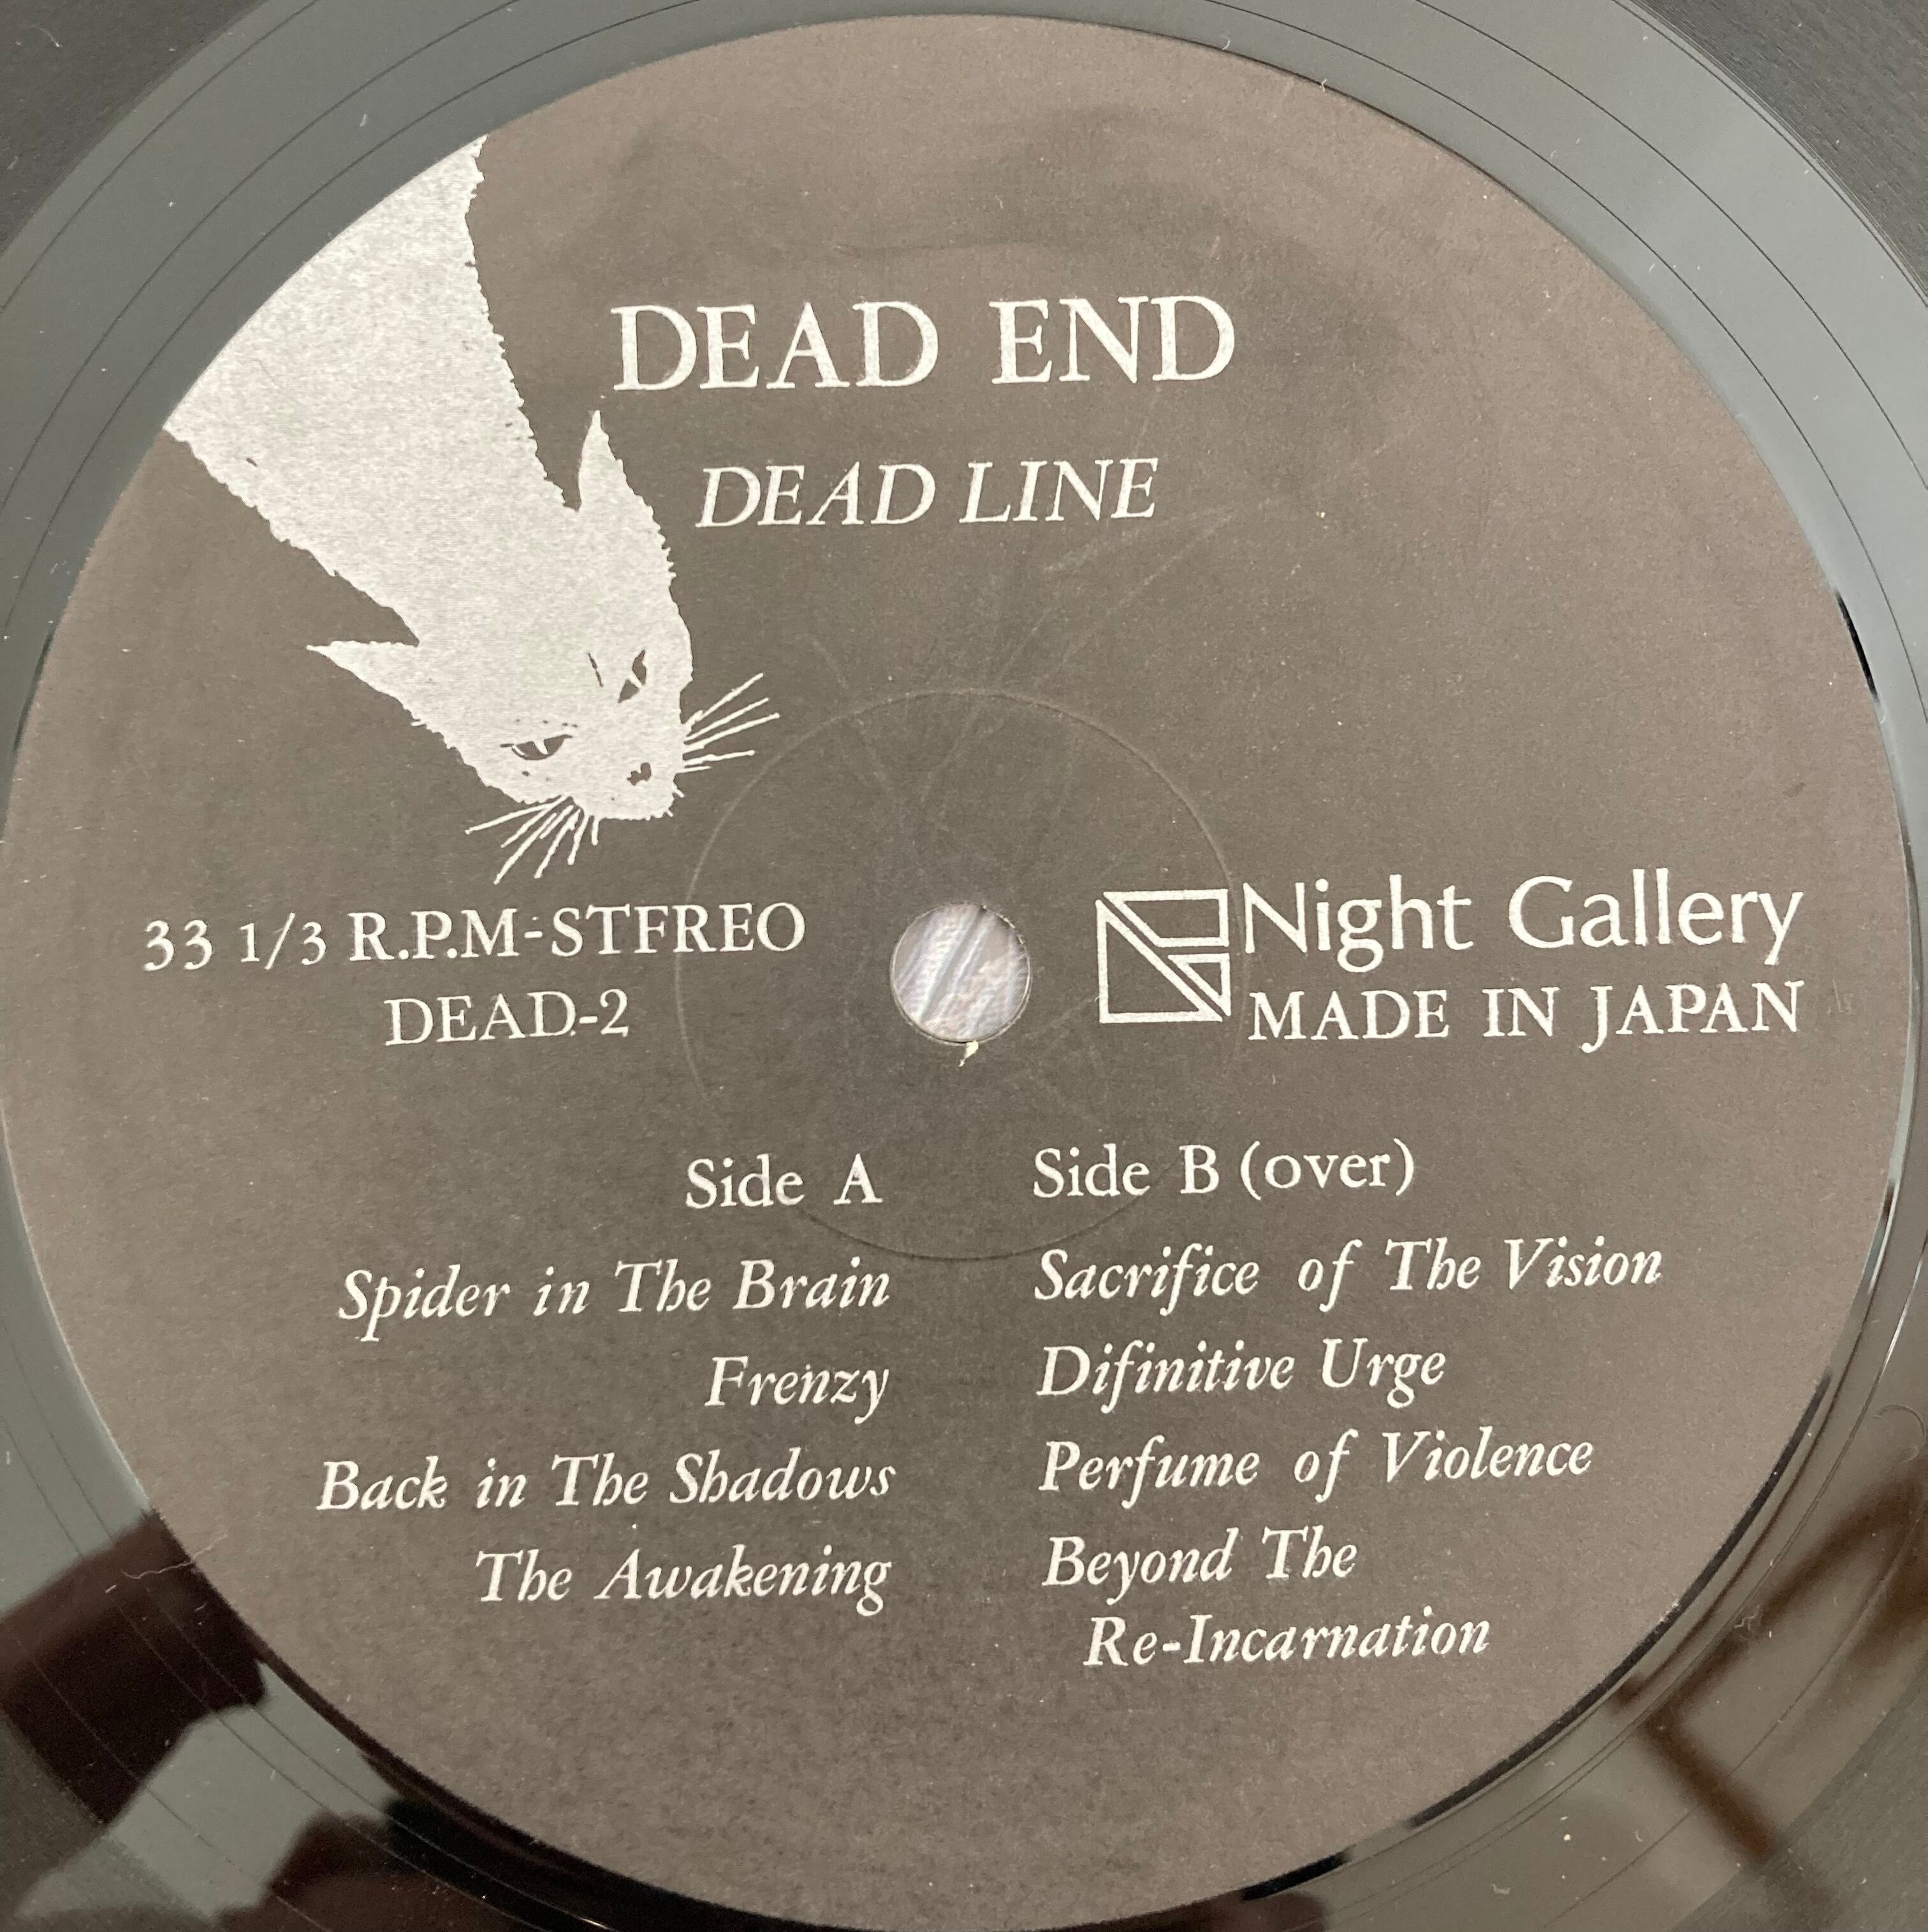 DEAD END
DEAD LINE
33 1/3 R.P.M-STFREO
DEAD-2
Night Gallery
MADE IN JAPAN
Side A
Spider in The Brain
Frenzy
Back in The Shadows
The Awakening
Side B (over)
Sacrifice of The Vision
Difinitive Urge
Perfume of Violence
Beyond The
Re-Incarnation